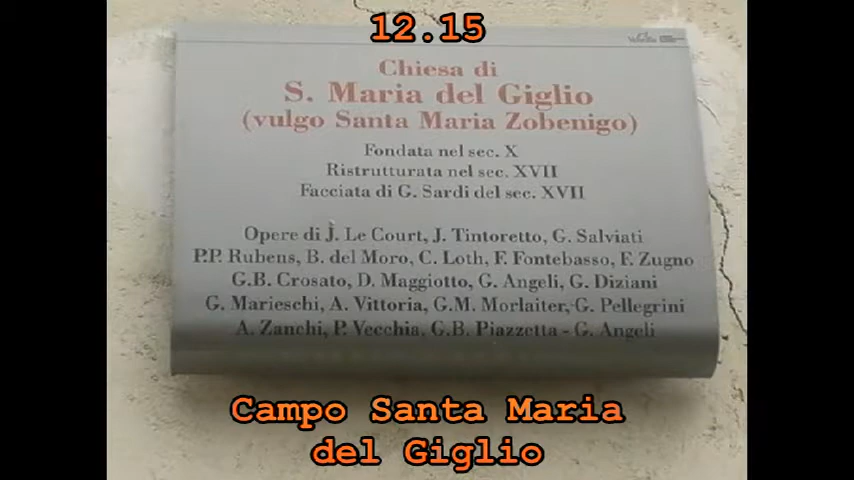 12.15
Chiesa di
S. Maria del Giglio
(vulgo Santa Maria Zobenigo)
Fondata nel sec. X
Ristrutturata nel sec. XVII
Facciata di G. Sardi del sec. XVII
Opere di J. Le Court, J. Tintoretto, G. Salviati
P.P. Rubens, B. del Moro, C. Loth, F. Fontebasso, F. Zugno
G.B. Crosato, D. Maggiotto, G. Angeli, G. Diziani
G. Marieschi, A. Vittoria, G.M. Morlaiter, G. Pellegrini
A. Zanchi, P. Vecchia, G.B. Piazzetta - G. Angeli
Campo Santa Maria
del Giglio